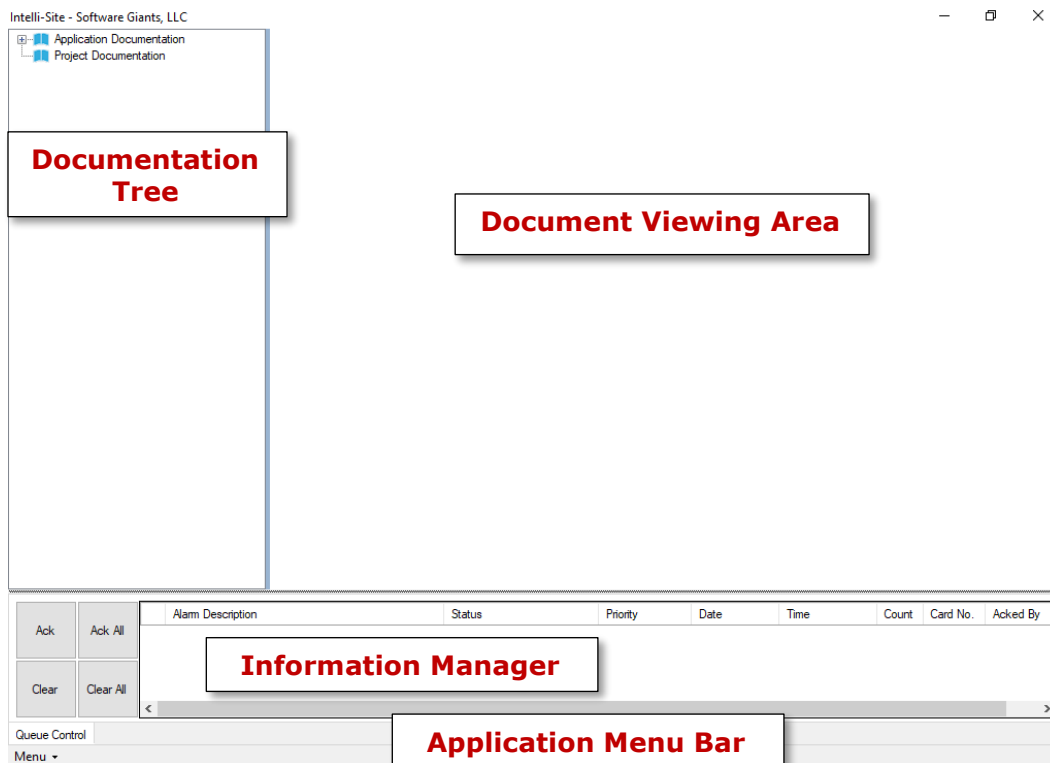 Intelli-Site - Software Giants, LLC
Application Documentation
Project Documentation
Documentation
Tree
Document Viewing Area
Alarm Description Status Priority Date Time Count Card No. Acked By
Ack Ack All
Information Manager
Clear Clear All
Queue Control
Application Menu Bar
Menu